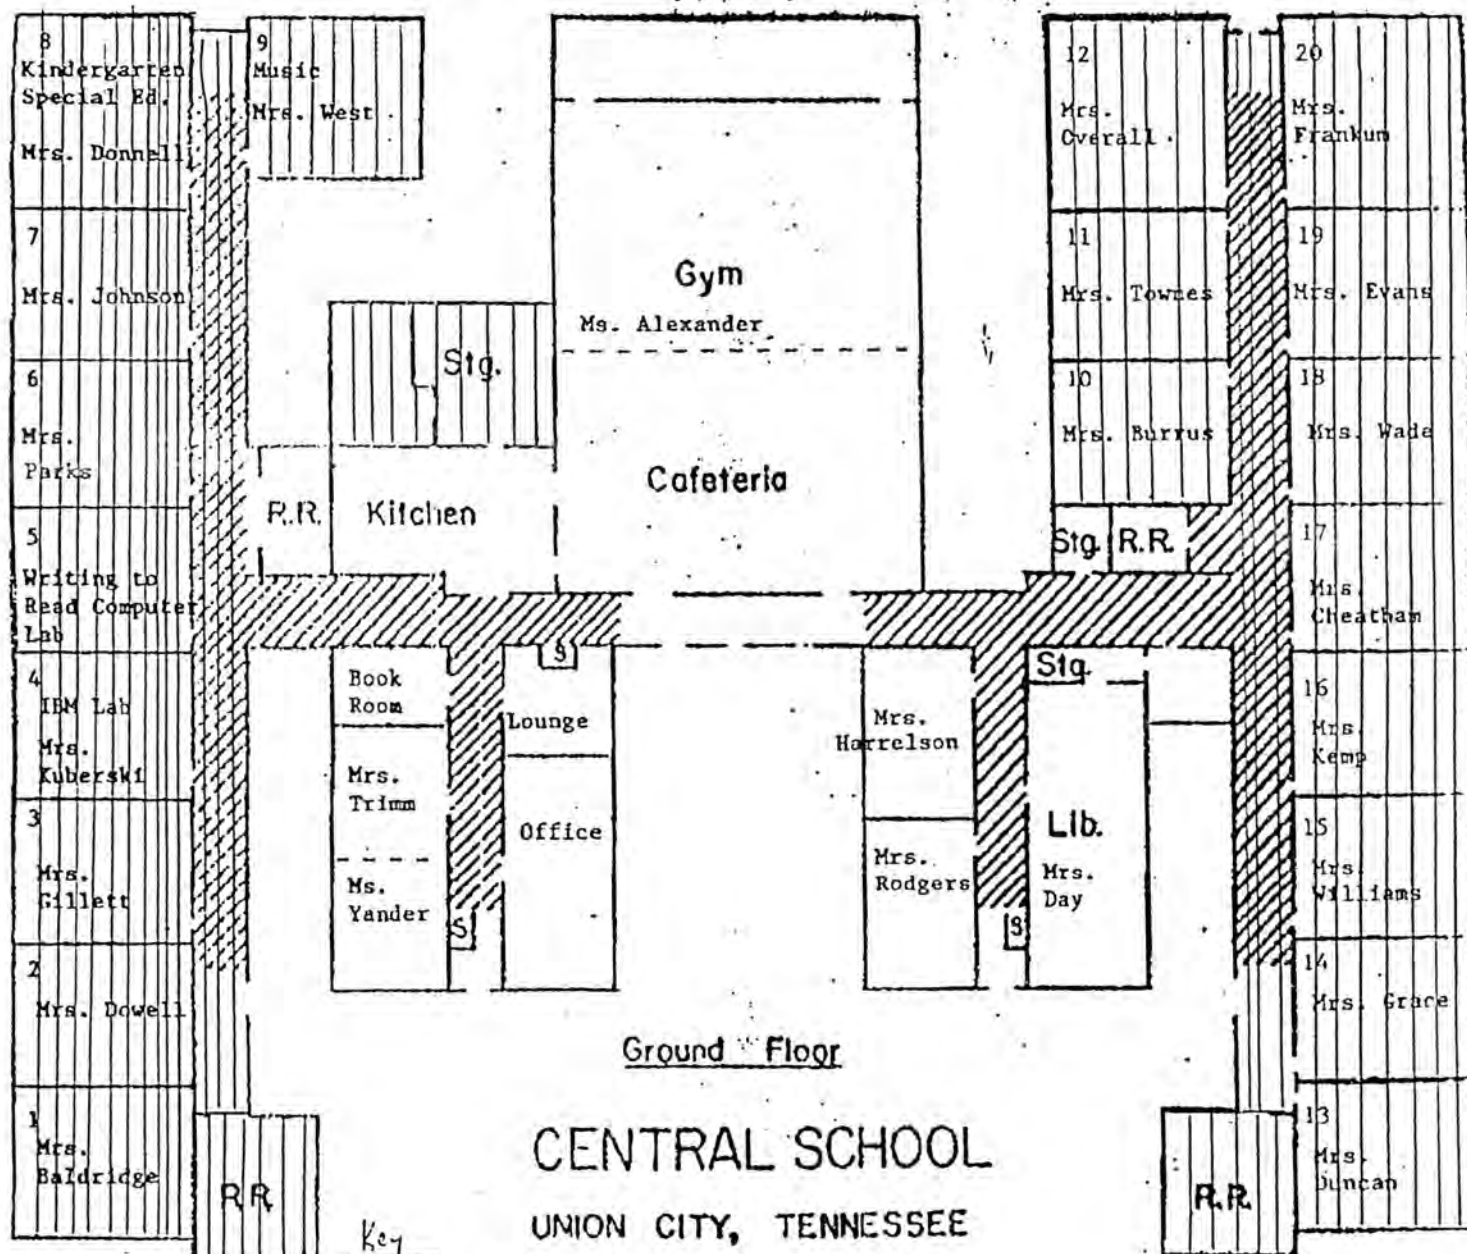 8
Kindergarten
Special Ed.
Mrs. Donnell
7
Mrs. Johnson
6
Mrs.
Parks
5
Writing to
Read Computer
Lab
4
IBM Lab
Mrs.
Kuberski
3
Mrs.
Gillett
2
Mrs. Dowell
1
Mrs.
Baldridge
R.R.
9
Music
Mrs. West
Stg.
R.R.
Kitchen
Gym
Ms. Alexander
Cafeteria
Book
Room
Mrs.
Trimm
Ms.
Yander
S
S
Lounge
Office
Mrs.
Harrelson
Mrs.
Rodgers
S
Stg.
Lib.
Mrs.
Day
12
Mrs.
Overall
11
Mrs. Townes
10
Mrs. Burrus
Stg.
R.R.
20
Mrs.
Frankum
19
Mrs. Evans
18
Mrs. Wade
17
Mrs.
Cheatham
16
Mrs.
Kemp
15
Mrs.
Williams
14
Mrs. Grace
13
Mrs.
Duncan
R.R.
Ground Floor
CENTRAL SCHOOL
UNION CITY, TENNESSEE
Key